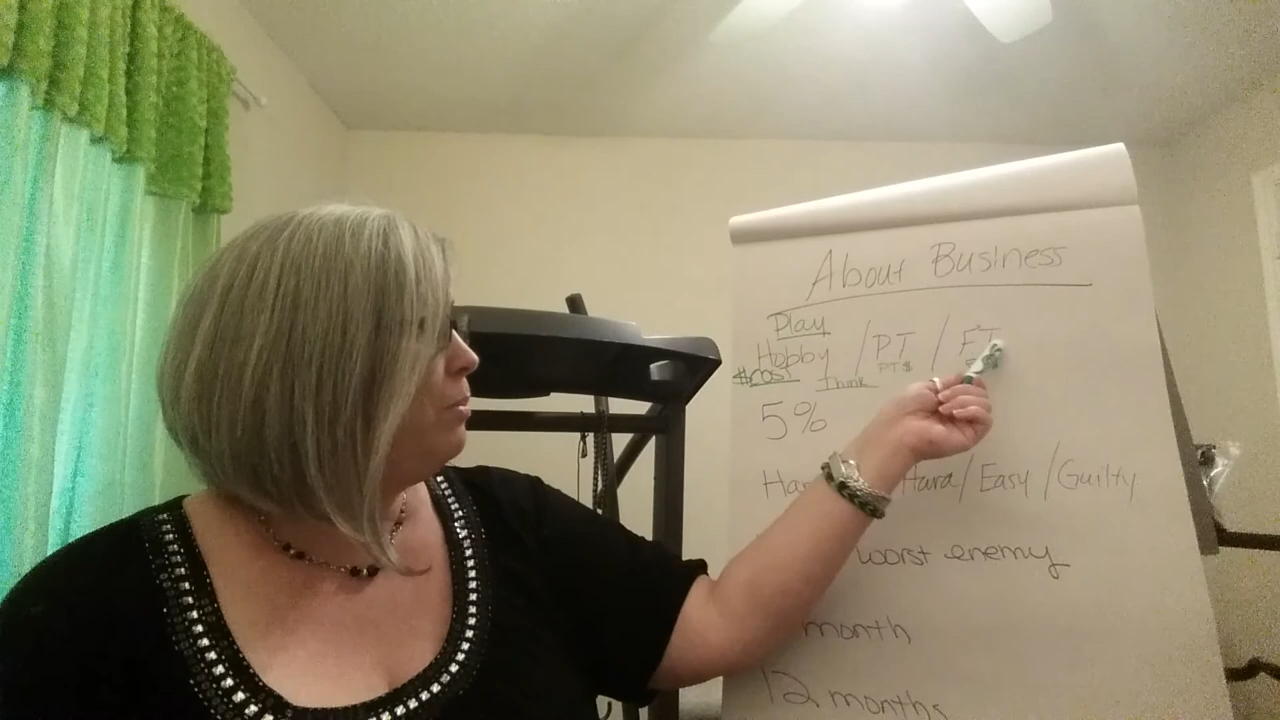 About Business
Play
Hobby / PT / FT
$COST Think PT$
5%
Hard / Easy / Guilty
worst enemy
month
12 months